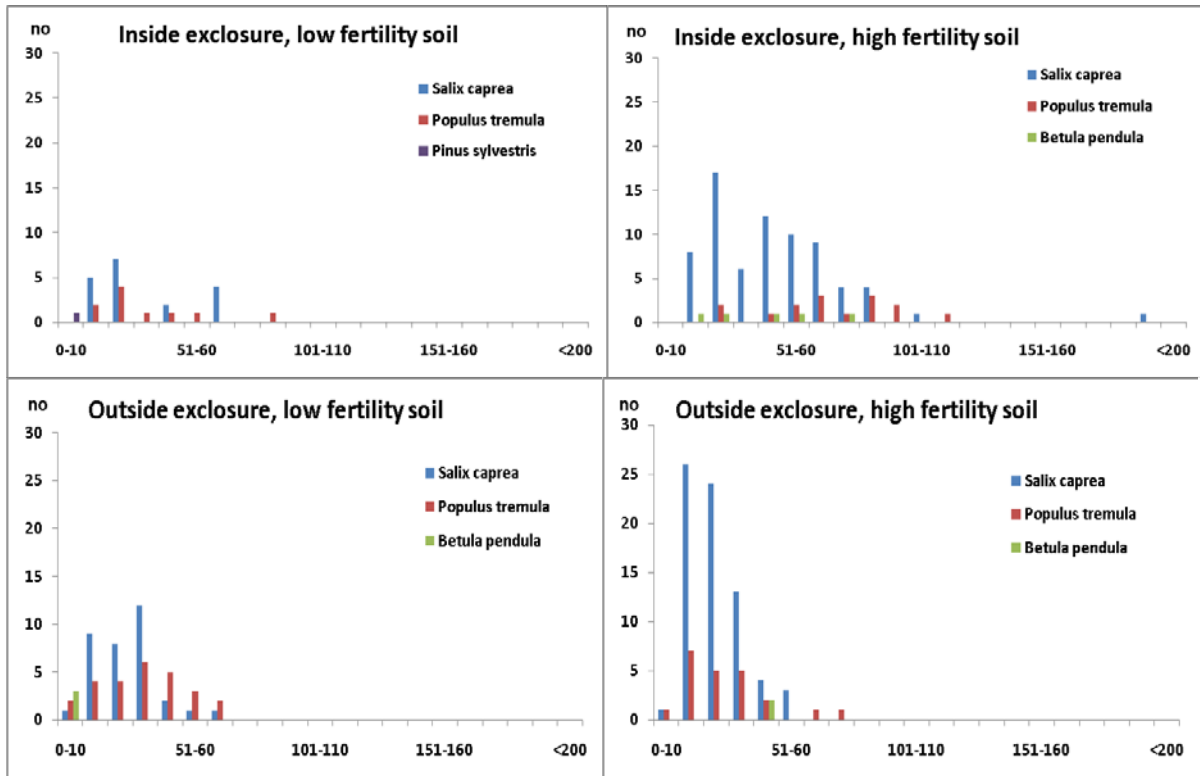 no
Inside exclosure, low fertility soil
30
25
20
15
10
5
0
Salix caprea
Populus tremula
Pinus sylvestris
0-10 51-60 101-110 151-160 <200
no
Inside exclosure, high fertility soil
30
25
20
15
10
5
0
Salix caprea
Populus tremula
Betula pendula
0-10 51-60 101-110 151-160 <200
no
Outside exclosure, low fertility soil
30
25
20
15
10
5
0
Salix caprea
Populus tremula
Betula pendula
0-10 51-60 101-110 151-160 <200
no
Outside exclosure, high fertility soil
30
25
20
15
10
5
0
Salix caprea
Populus tremula
Betula pendula
0-10 51-60 101-110 151-160 <200